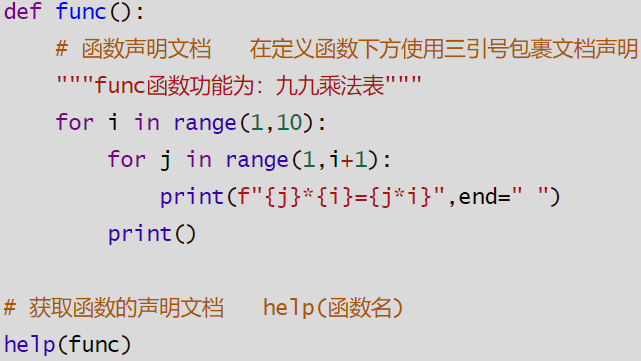 def func():
    # 函数声明文档   在定义函数下方使用三引号包裹文档声明
    """func函数功能为：九九乘法表"""
    for i in range(1,10):
        for j in range(1,i+1):
            print(f"{j}*{i}={j*i}",end=" ")
        print()

# 获取函数的声明文档   help(函数名)
help(func)